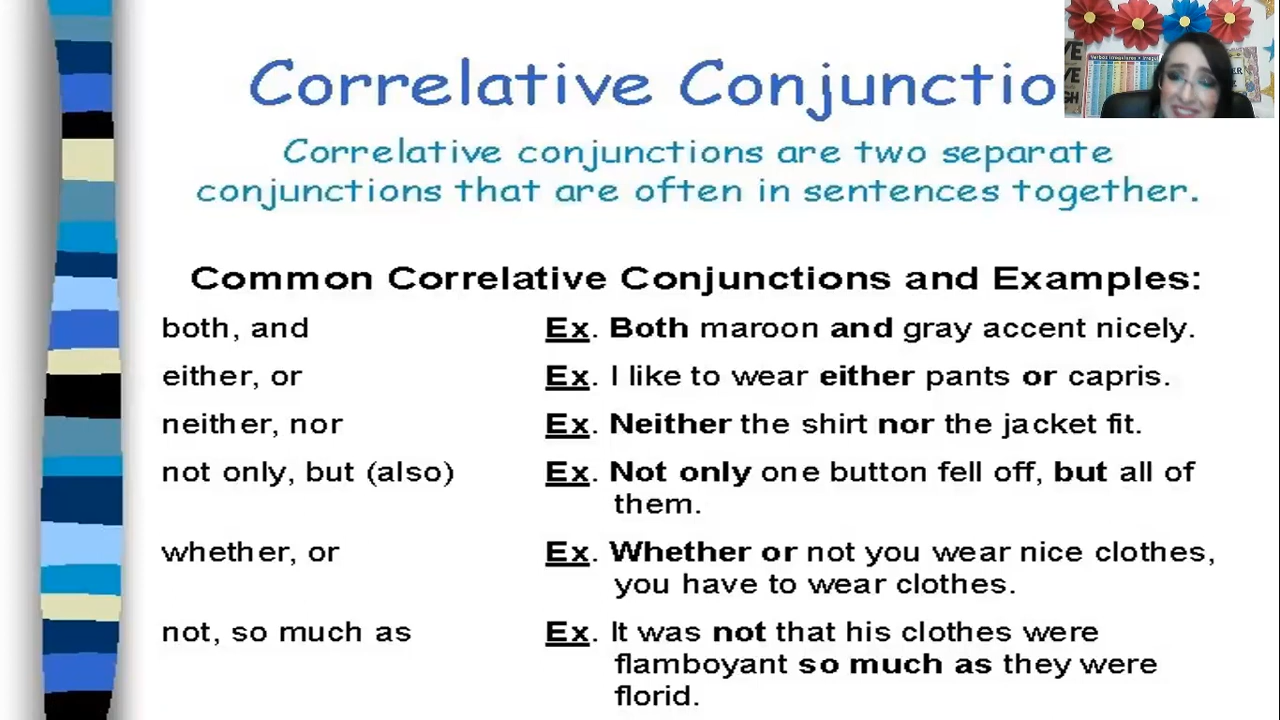 Correlative Conjunctio
Correlative conjunctions are two separate
conjunctions that are often in sentences together.
Common Correlative Conjunctions and Examples:
both, and Ex. Both maroon and gray accent nicely.
either, or Ex. I like to wear either pants or capris.
neither, nor Ex. Neither the shirt nor the jacket fit.
not only, but (also) Ex. Not only one button fell off, but all of
them.
whether, or Ex. Whether or not you wear nice clothes,
you have to wear clothes.
not, so much as Ex. It was not that his clothes were
flamboyant so much as they were
florid.